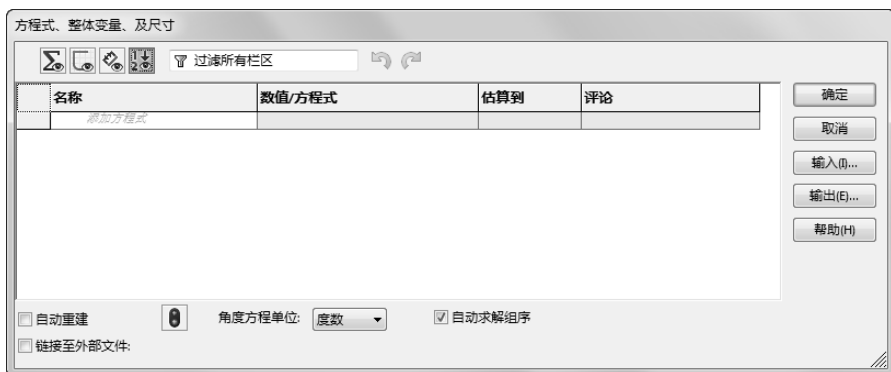 方程式、整体变量、及尺寸
过滤所有栏区
名称 数值/方程式 估算到 评论
添加方程式
确定
取消
输入(I)...
输出(E)...
帮助(H)
自动重建 角度方程单位: 度数 自动求解组序
链接至外部文件: